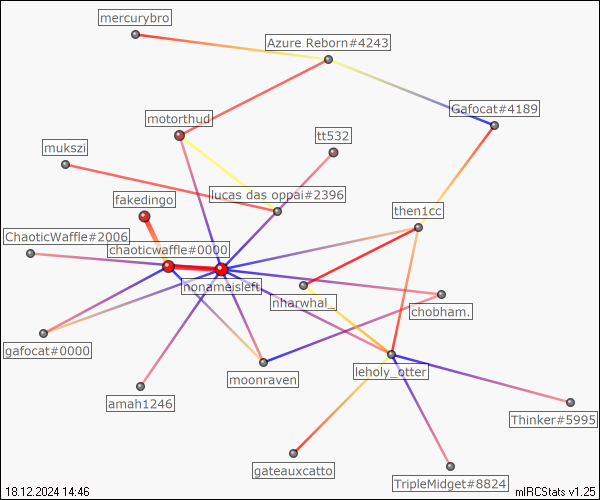 mercurybro
Azure Reborn#4243
Gafocat#4189
motorthud
tt532
mukszi
lucas das oppai#2396
fakedingo
then1cc
ChaoticWaffle#2006
chaoticwaffle#0000
nonameisleft
nharwhal_
chobham.
gafocat#0000
moonraven
leholy_otter
amah1246
Thinker#5995
gateauxcatto
TripleMidget#8824
18.12.2024 14:46
mIRCStats v1.25